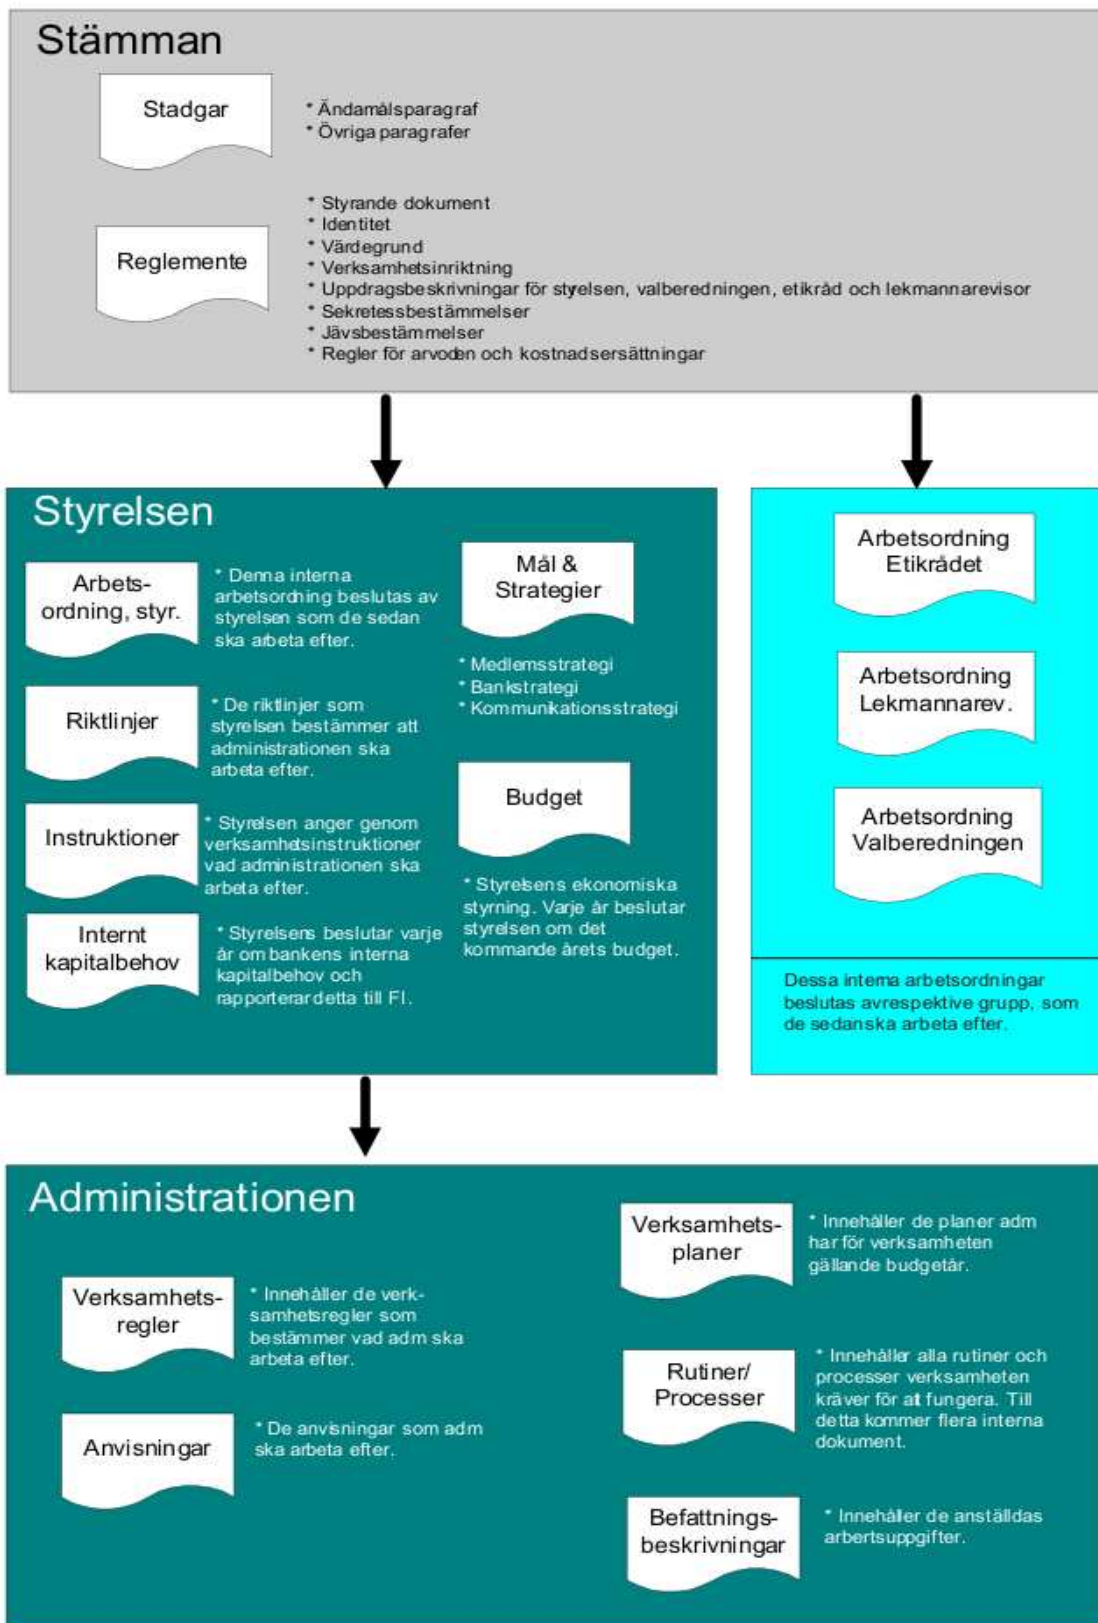 Stämman
Stadgar
* Ändamålsparagraf
* Övriga paragrafer
Reglemente
* Styrande dokument
* Identitet
* Värdegrund
* Verksamhetsinriktning
* Uppdragsbeskrivningar för styrelsen, valberedningen, etikråd och lekmannarevisor
* Sekretessbestämmelser
* Jävsbestämmelser
* Regler för arvoden och kostnadsersättningar
Styrelsen
Arbets-
ordning, styr.
* Denna interna
arbetsordning beslutas av
styrelsen som de sedan
ska arbeta efter.
Riktlinjer
* De riktlinjer som
styrelsen bestämmer att
administrationen ska
arbeta efter.
Instruktioner
* Styrelsen anger genom
verksamhetsinstruktioner
vad administrationen ska
arbeta efter.
Internt
kapitalbehov
* Styrelsens beslutar varje
år om bankens interna
kapitalbehov och
rapporterar detta till FI.
Mål &
Strategier
* Medlemsstrategi
* Bankstrategi
* Kommunikationsstrategi
Budget
* Styrelsens ekonomiska
styrning. Varje år beslutar
styrelsen om det
kommande årets budget.
Arbetsordning
Etikrådet
Arbetsordning
Lekmannarev.
Arbetsordning
Valberedningen
Dessa interna arbetsordningar
beslutas avrespektive grupp, som
de sedanska arbeta efter.
Administrationen
Verksamhets-
regler
* Innehåller de verk-
samhetsregler som
bestämmer vad adm ska
arbeta efter.
Anvisningar
* De anvisningar som adm
ska arbeta efter.
Verksamhets-
planer
* Innehåller de planer adm
har för verksamheten
gällande budgetår.
Rutiner/
Processer
* Innehåller alla rutiner och
processer verksamheten
kräver för att fungera. Till
detta kommer flera interna
dokument.
Befattnings-
beskrivningar
* Innehåller de anställdas
arbertsuppgifter.